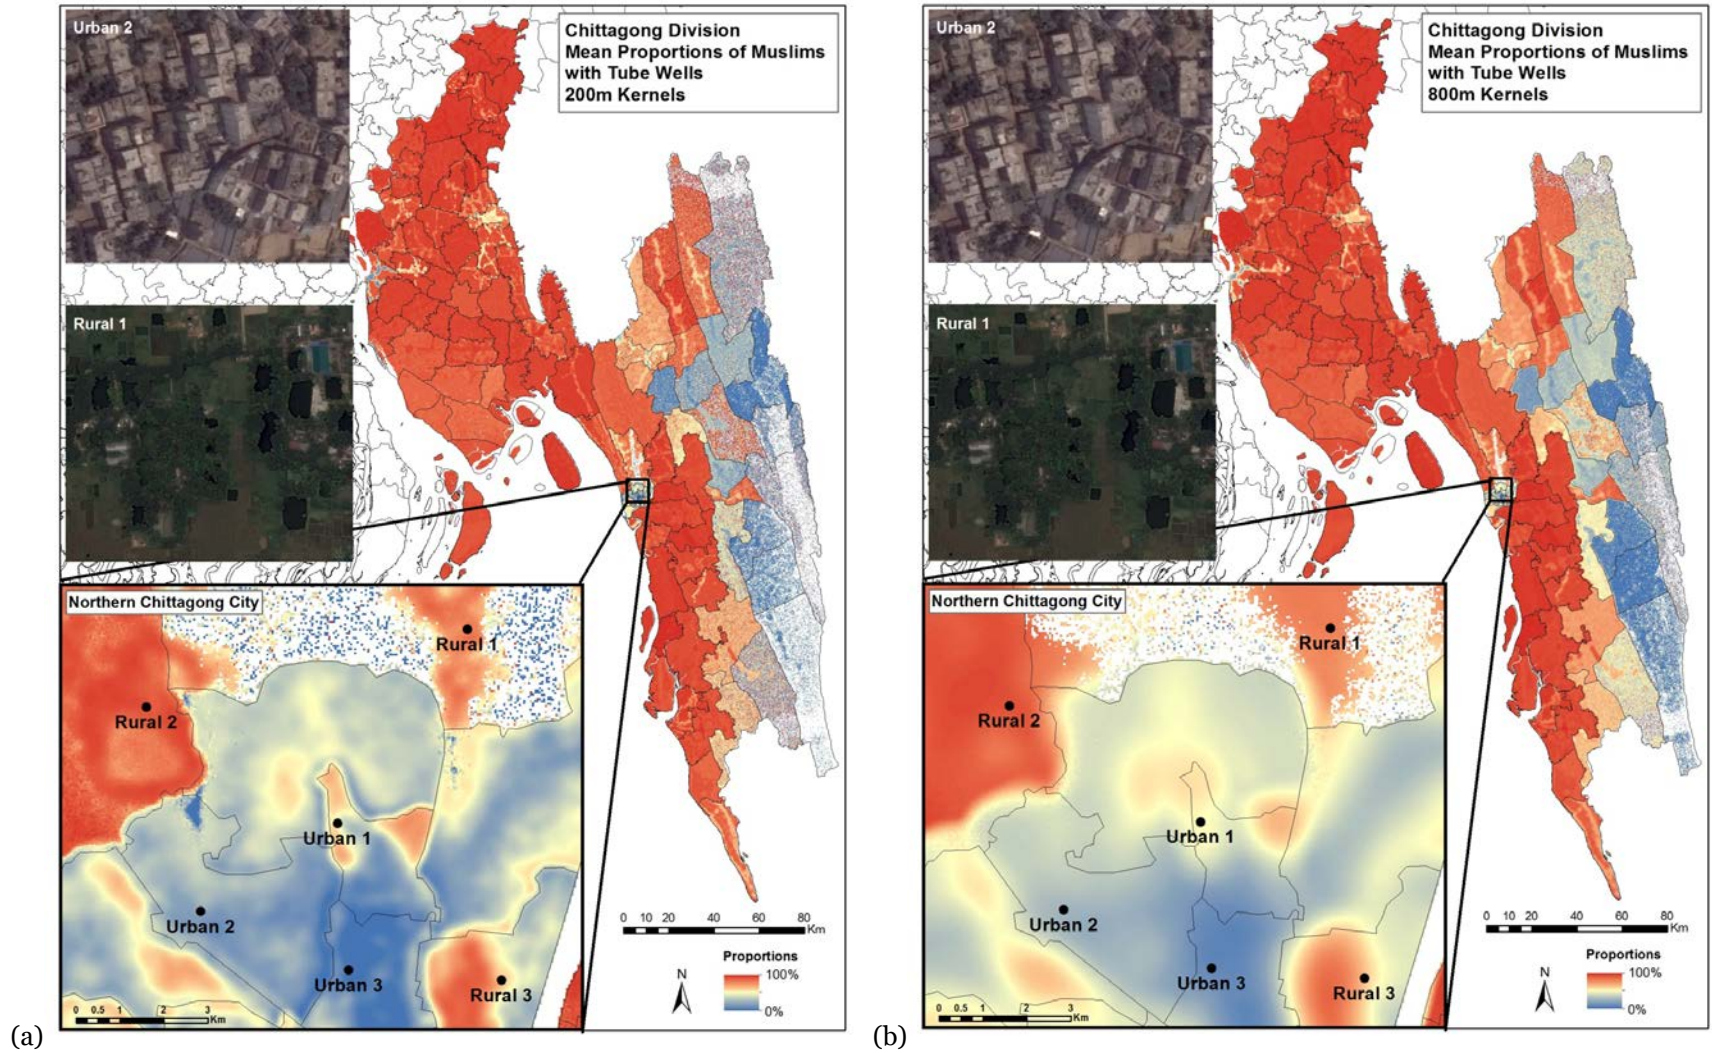 Urban 2
Chittagong Division
Mean Proportions of Muslims
with Tube Wells
200m Kernels
Rural 1
Northern Chittagong City
Rural 1
Rural 2
Urban 1
Urban 2
Urban 3
Rural 3
0 0.5 1 2 3
Km
0 10 20 40 60 80
Km
N
Proportions
100%
0%
(a)
Urban 2
Chittagong Division
Mean Proportions of Muslims
with Tube Wells
800m Kernels
Rural 1
Northern Chittagong City
Rural 1
Rural 2
Urban 1
Urban 2
Urban 3
Rural 3
0 0.5 1 2 3
Km
0 10 20 40 60 80
Km
N
Proportions
100%
0%
(b)